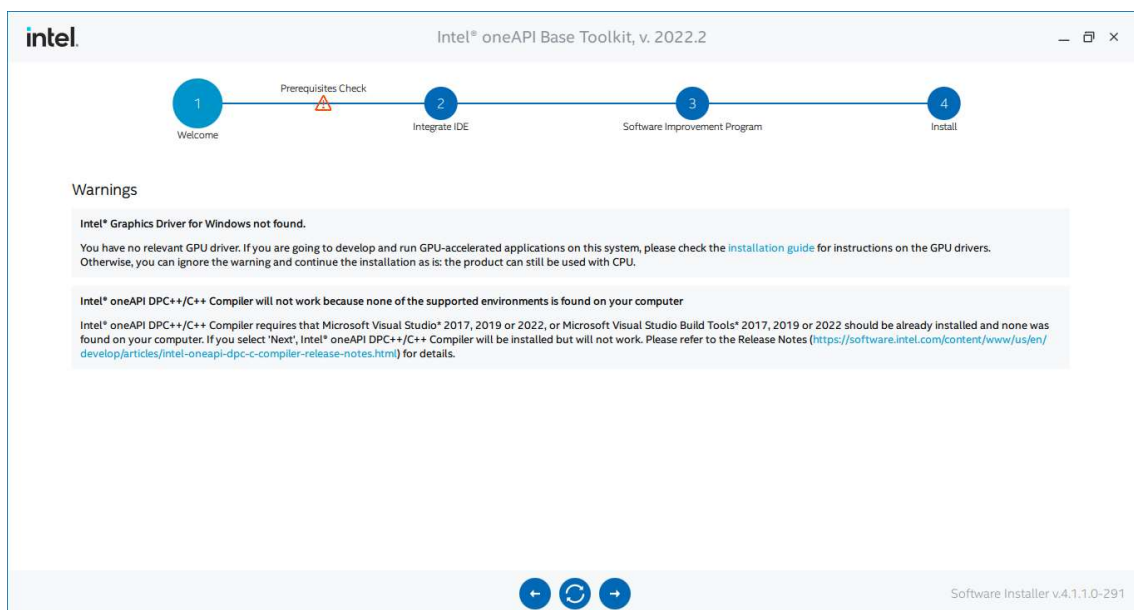 intel.
Intel® oneAPI Base Toolkit, v. 2022.2
1
Prerequisites Check
2
3
4
Welcome
Integrate IDE
Software Improvement Program
Install
Warnings
Intel® Graphics Driver for Windows not found.
You have no relevant GPU driver. If you are going to develop and run GPU-accelerated applications on this system, please check the installation guide for instructions on the GPU drivers.
Otherwise, you can ignore the warning and continue the installation as is: the product can still be used with CPU.
Intel® oneAPI DPC++/C++ Compiler will not work because none of the supported environments is found on your computer
Intel® oneAPI DPC++/C++ Compiler requires that Microsoft Visual Studio* 2017, 2019 or 2022, or Microsoft Visual Studio Build Tools* 2017, 2019 or 2022 should be already installed and none was
found on your computer. If you select 'Next', Intel® oneAPI DPC++/C++ Compiler will be installed but will not work. Please refer to the Release Notes (https://software.intel.com/content/www/us/en/
develop/articles/intel-oneapi-dpc-c-compiler-release-notes.html) for details.
Software Installer v.4.1.1.0-291